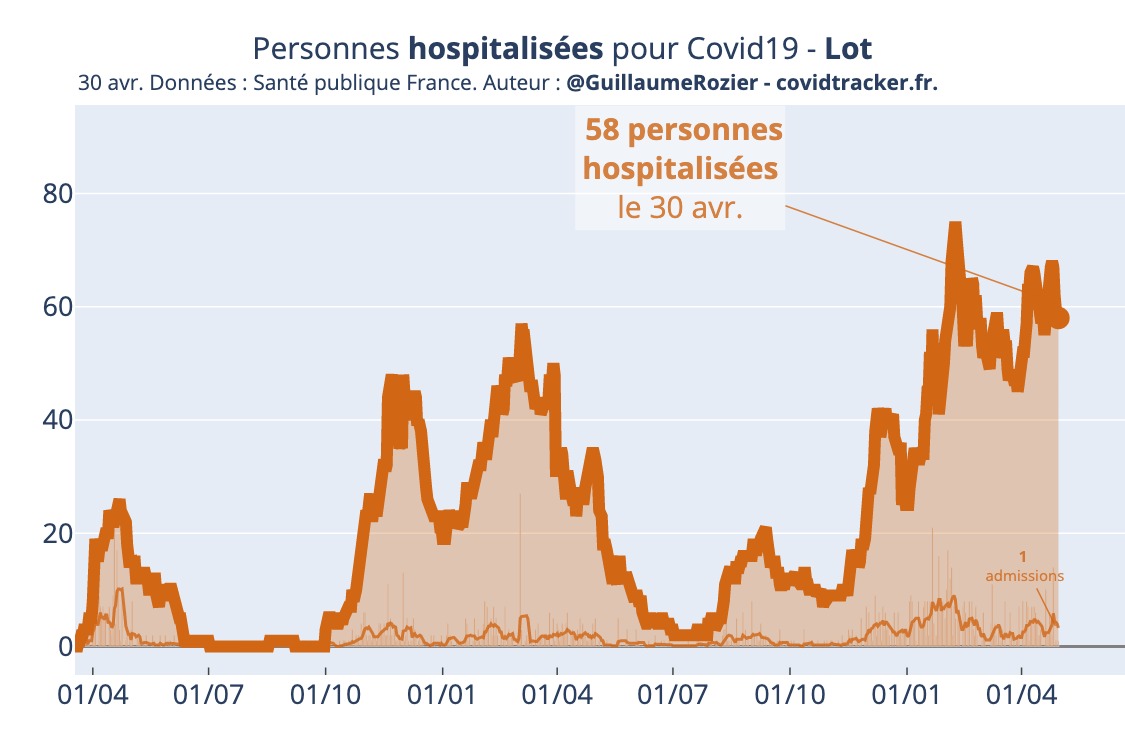 Personnes hospitalisées pour Covid19 - Lot
30 avr. Données : Santé publique France. Auteur : @GuillaumeRozier - covidtracker.fr.
58 personnes
hospitalisées
le 30 avr.
80
60
40
20
0
1
admissions
01/04 01/07 01/10 01/01 01/04 01/07 01/10 01/01 01/04